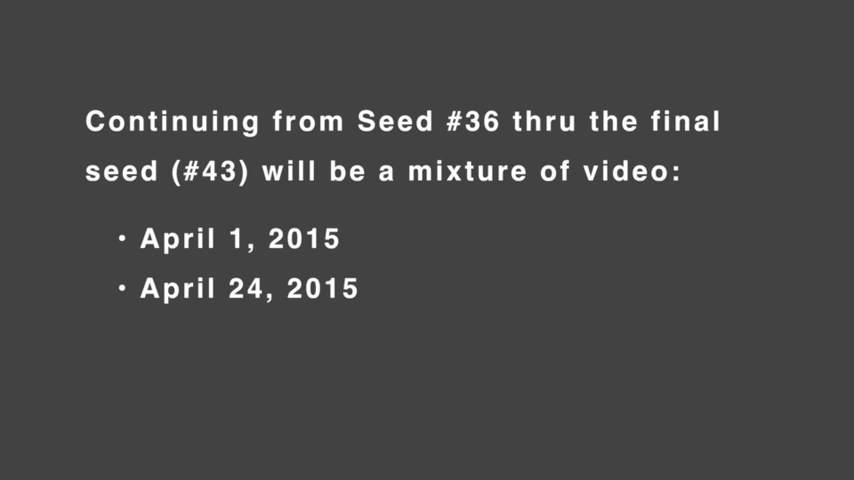 Continuing from Seed #36 thru the final
seed (#43) will be a mixture of video:
• April 1, 2015
• April 24, 2015